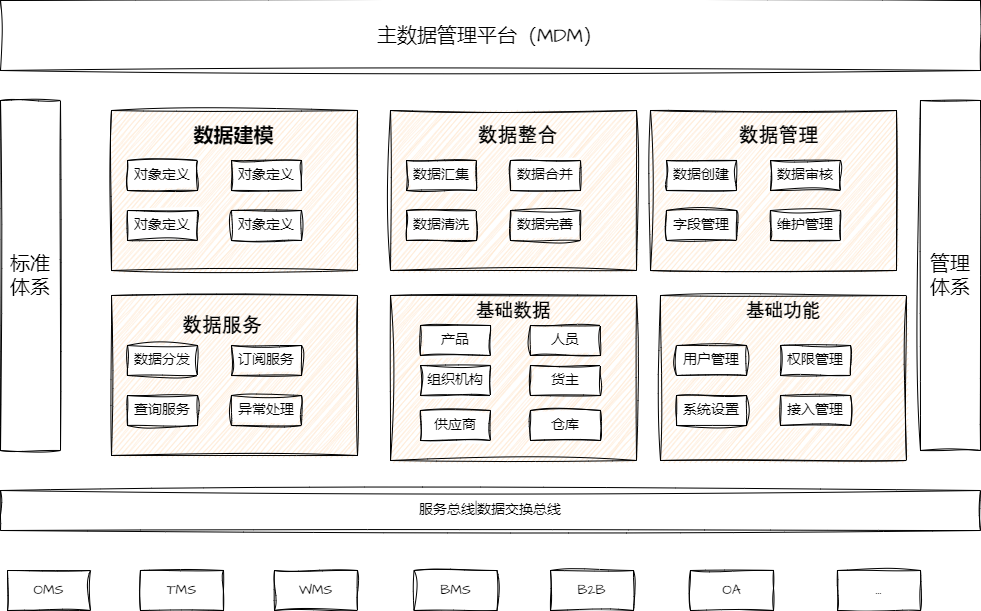 主数据管理平台（MDM）
标准
体系
数据建模
对象定义 对象定义
对象定义 对象定义
数据整合
数据汇集 数据合并
数据清洗 数据完善
数据管理
数据创建 数据审核
字段管理 维护管理
管理
体系
数据服务
数据分发 订阅服务
查询服务 异常处理
基础数据
产品 人员
组织机构 货主
供应商 仓库
基础功能
用户管理 权限管理
系统设置 接入管理
服务总线|数据交换总线
OMS TMS WMS BMS B2B OA ...